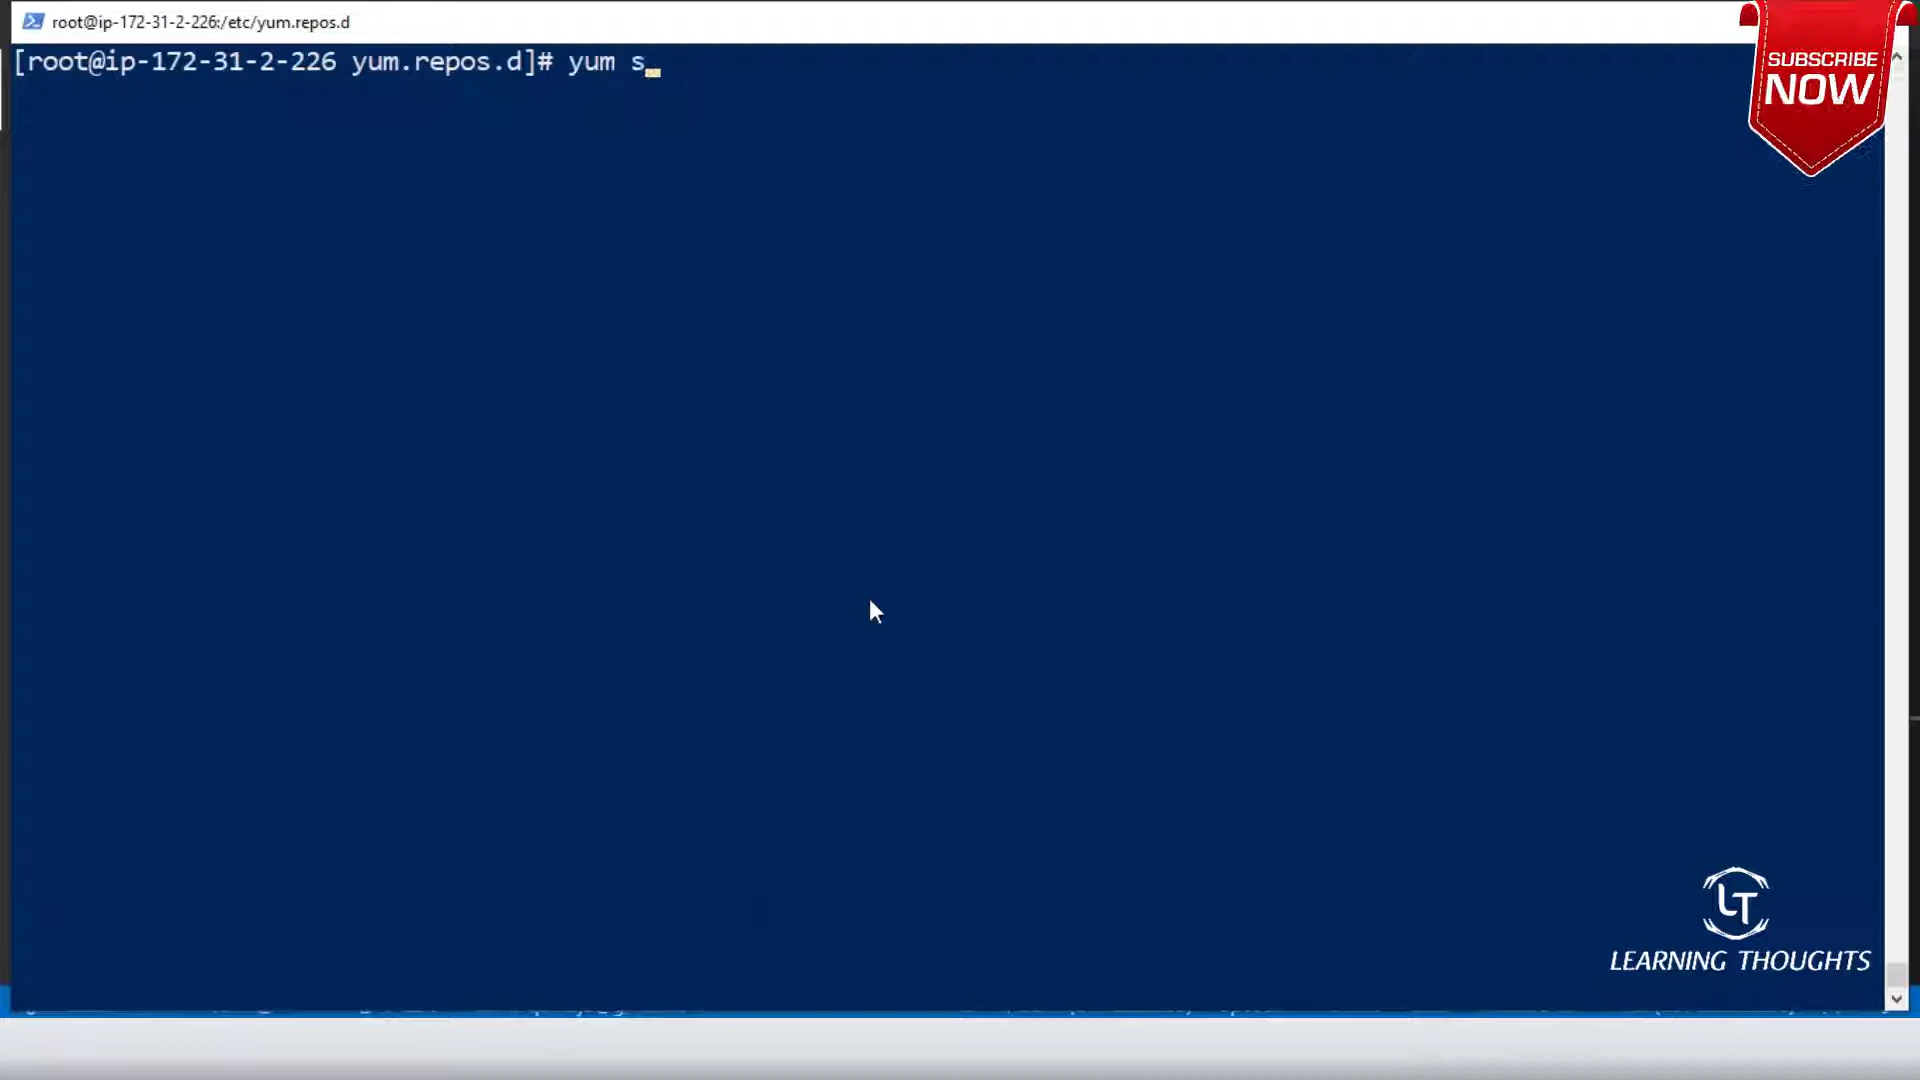 root@ip-172-31-2-226:/etc/yum.repos.d
[root@ip-172-31-2-226 yum.repos.d]# yum s
SUBSCRIBE
NOW
LT
LEARNING THOUGHTS